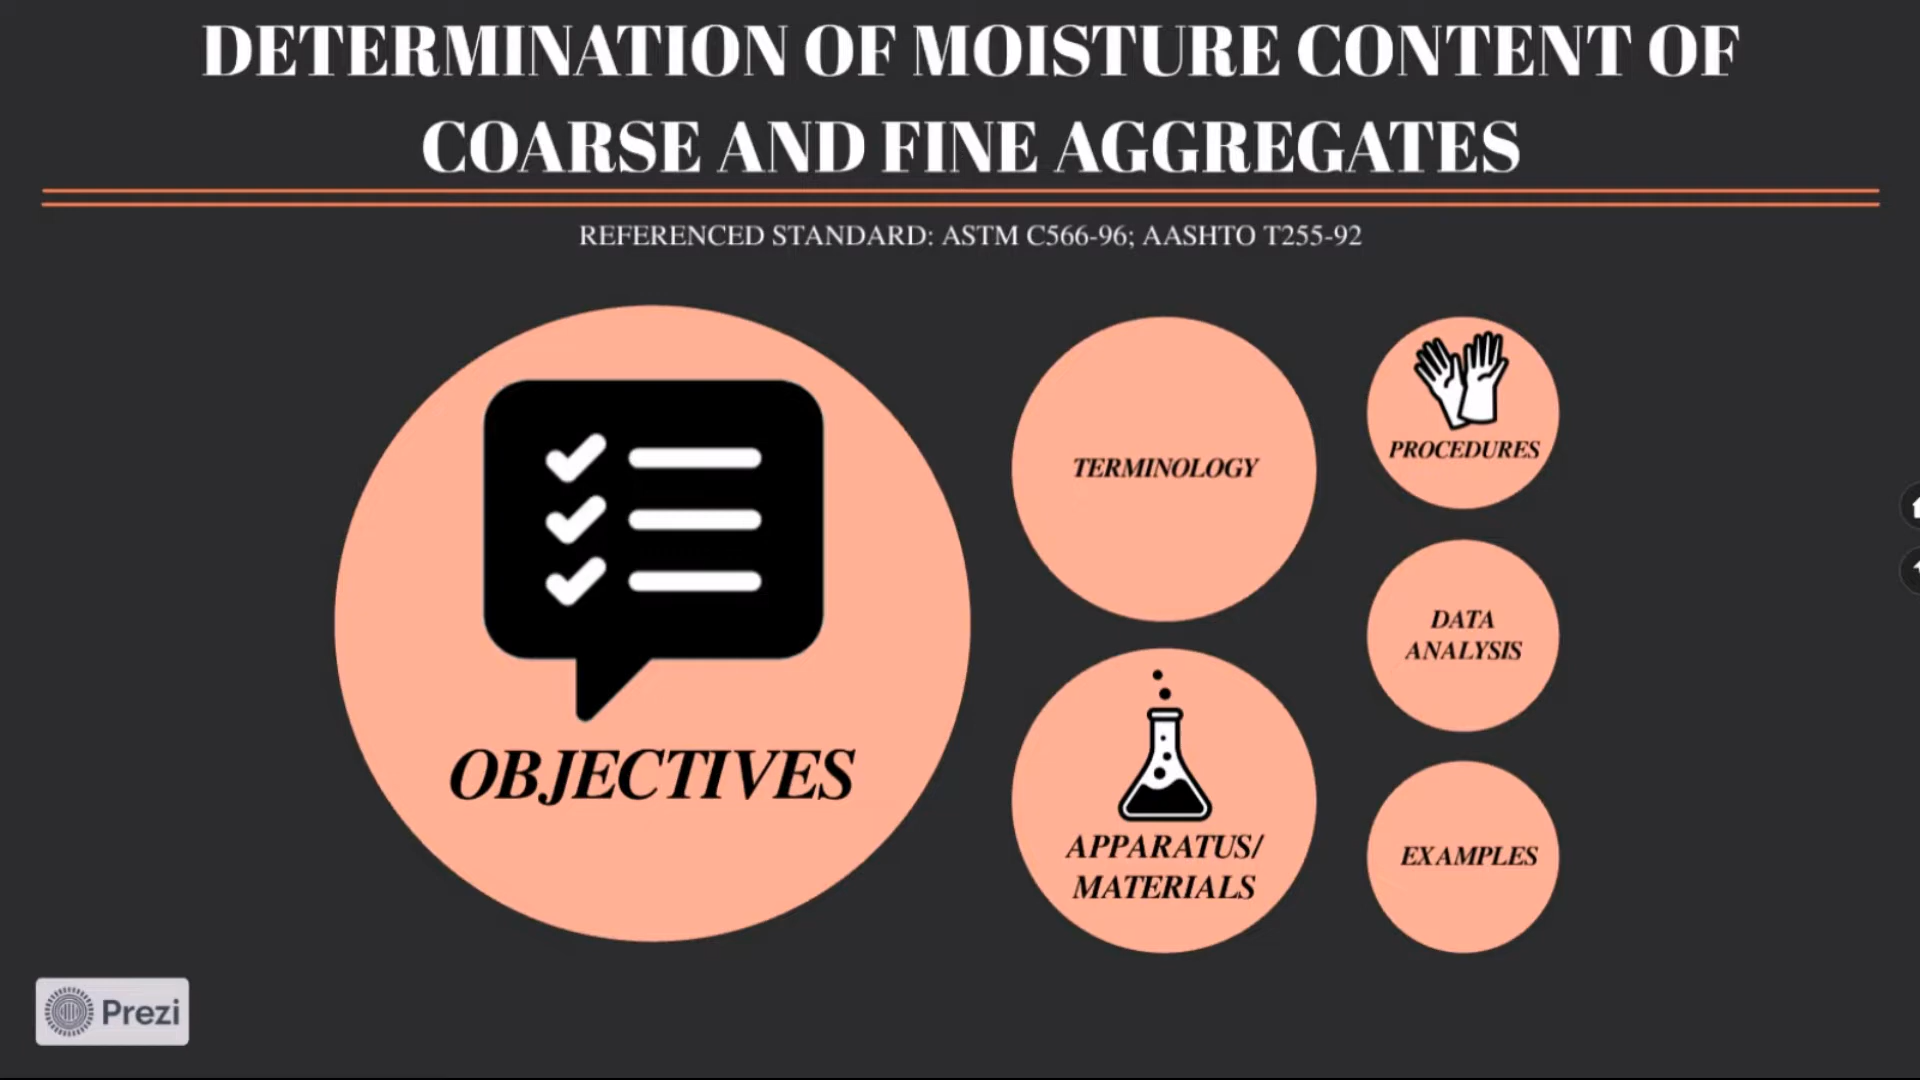 DETERMINATION OF MOISTURE CONTENT OF
COARSE AND FINE AGGREGATES
REFERENCED STANDARD: ASTM C566-96; AASHTO T255-92
OBJECTIVES
TERMINOLOGY
APPARATUS/
MATERIALS
PROCEDURES
DATA
ANALYSIS
EXAMPLES
Prezi